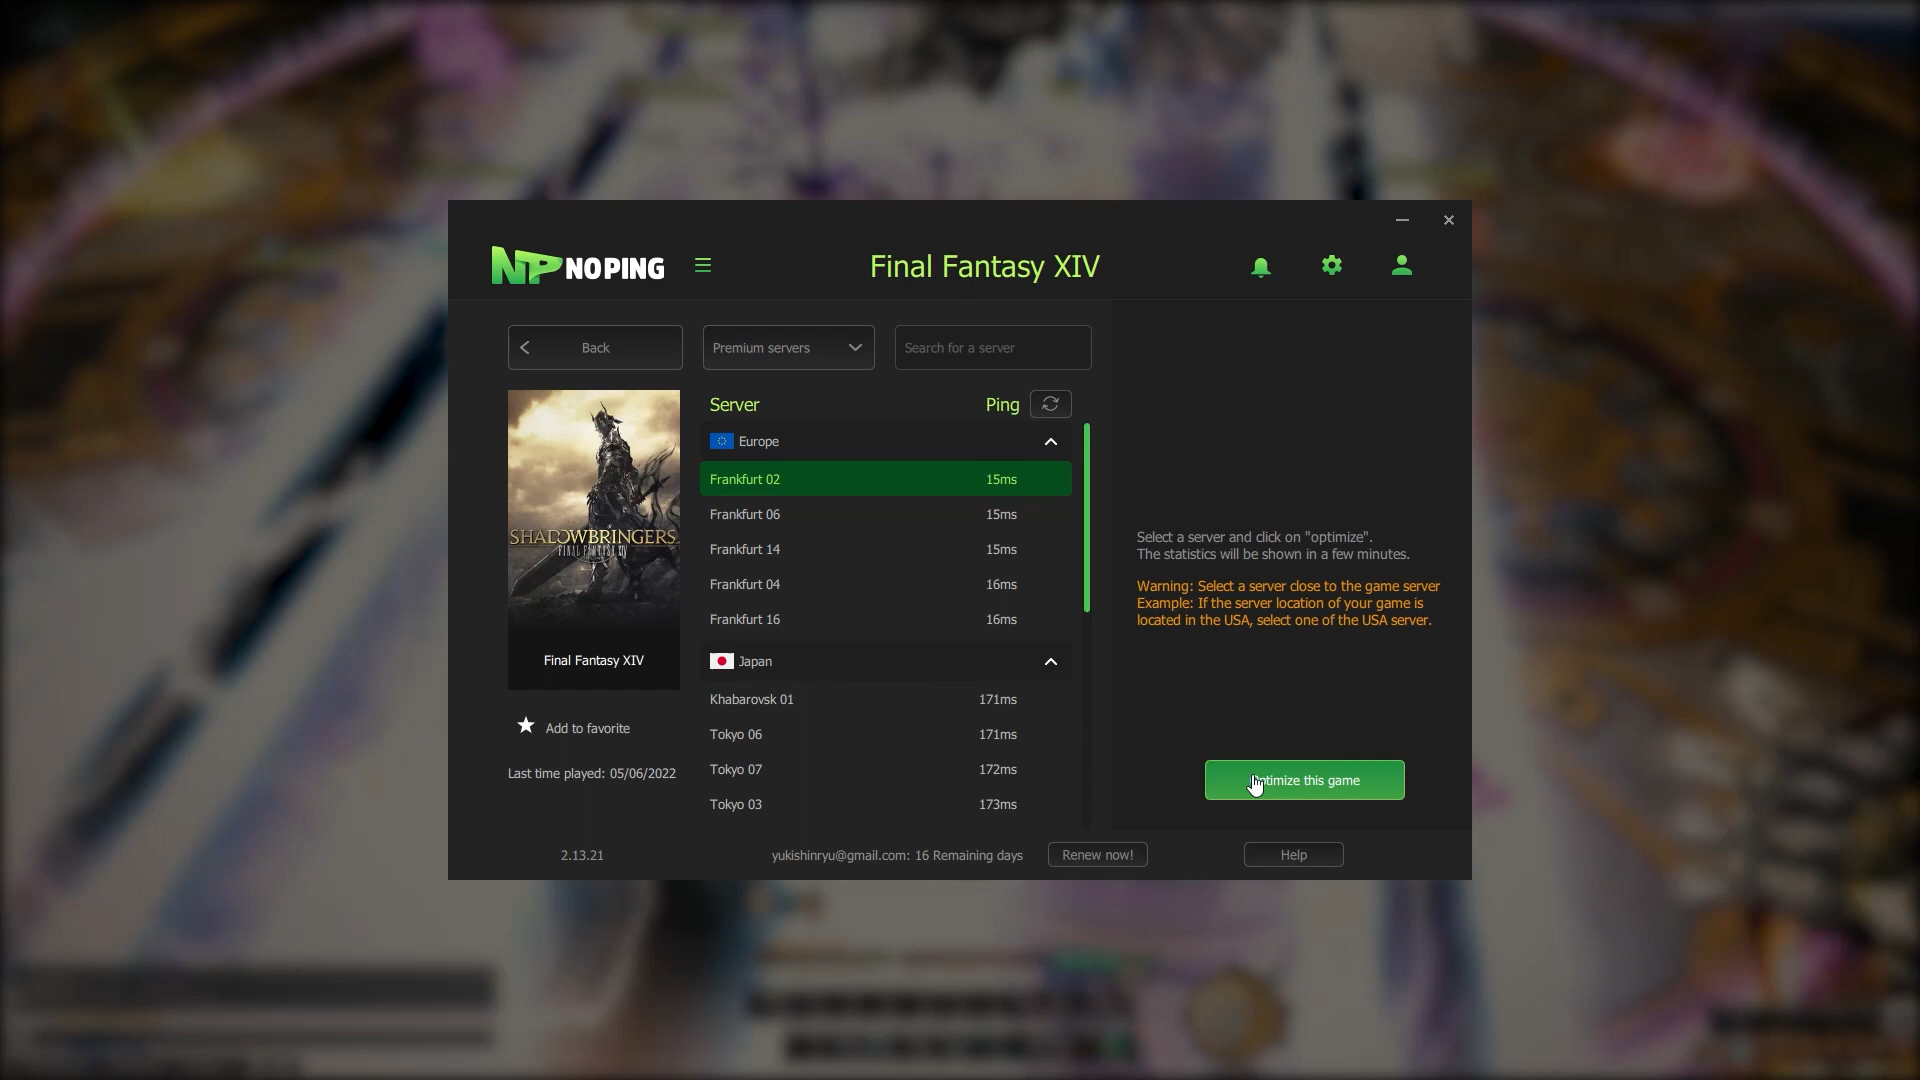 NP NOPING
Final Fantasy XIV
Back
Premium servers
Search for a server
Server Ping
Europe
Frankfurt 02 15ms
Frankfurt 06 15ms
Frankfurt 14 15ms
Frankfurt 04 16ms
Frankfurt 16 16ms
Japan
Khabarovsk 01 171ms
Tokyo 06 171ms
Tokyo 07 172ms
Tokyo 03 173ms
SHADOWBRINGERS
FINAL FANTASY XIV
Final Fantasy XIV
Add to favorite
Last time played: 05/06/2022
Select a server and click on "optimize".
The statistics will be shown in a few minutes.
Warning: Select a server close to the game server
Example: If the server location of your game is
located in the USA, select one of the USA server.
timize this game
2.13.21
yukishinryu@gmail.com: 16 Remaining days
Renew now!
Help